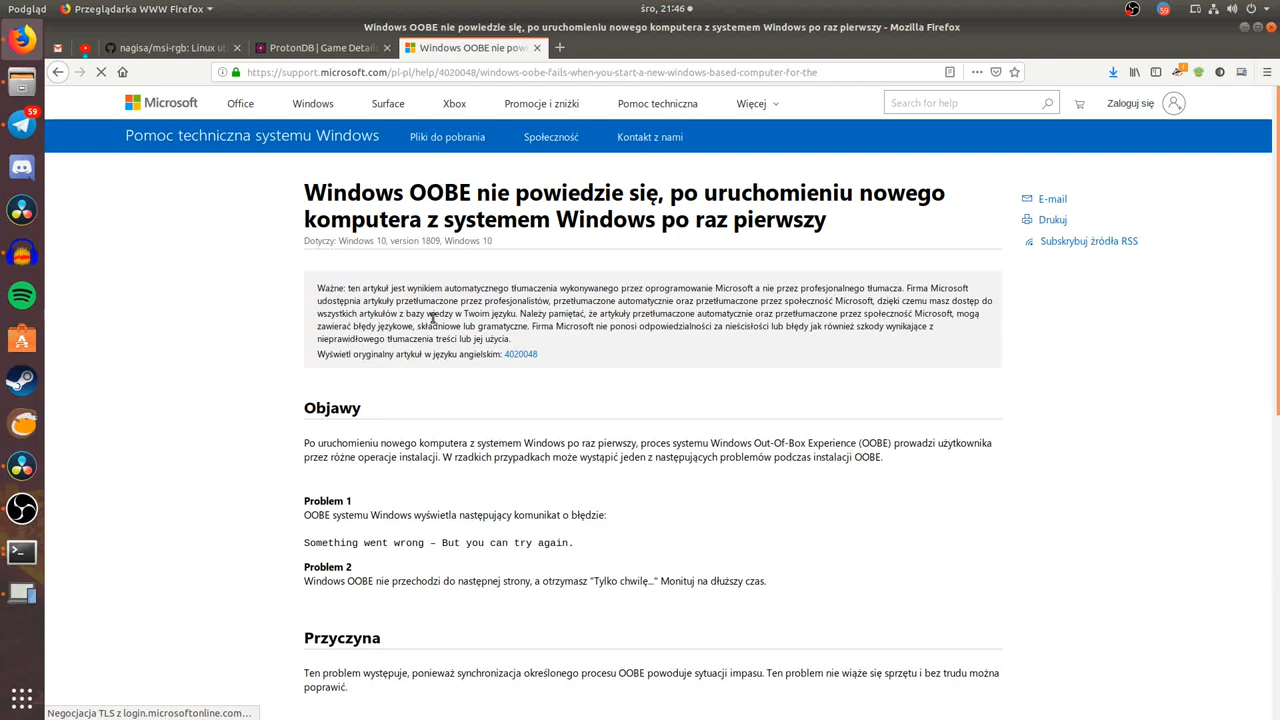 Podgląd
Przeglądarka WWW Firefox
śro, 21:46
59
Windows OOBE nie powiedzie się, po uruchomieniu nowego komputera z systemem Windows po raz pierwszy - Mozilla Firefox
nagisa/msi-rgb: Linux u
ProtonDB | Game Details
Windows OOBE nie powi
https://support.microsoft.com/pl-pl/help/4020048/windows-oobe-fails-when-you-start-a-new-windows-based-computer-for-the
Microsoft
Office
Windows
Surface
Xbox
Promocje i zniżki
Pomoc techniczna
Więcej
Search for help
Zaloguj się
Pomoc techniczna systemu Windows
Pliki do pobrania
Społeczność
Kontakt z nami
59
Windows OOBE nie powiedzie się, po uruchomieniu nowego
komputera z systemem Windows po raz pierwszy
Dotyczy: Windows 10, version 1809, Windows 10
E-mail
Drukuj
Subskrybuj źródła RSS
Ważne: ten artykuł jest wynikiem automatycznego tłumaczenia wykonywanego przez oprogramowanie Microsoft a nie przez profesjonalnego tłumacza. Firma Microsoft
udostępnia artykuły przetłumaczone przez profesjonalistów, przetłumaczone automatycznie oraz przetłumaczone przez społeczność Microsoft, dzięki czemu masz dostęp do
wszystkich artykułów z bazy wiedzy w Twoim języku. Należy pamiętać, że artykuły przetłumaczone automatycznie oraz przetłumaczone przez społeczność Microsoft, mogą
zawierać błędy językowe, składniowe lub gramatyczne. Firma Microsoft nie ponosi odpowiedzialności za nieścisłości lub błędy jak również szkody wynikające z
nieprawidłowego tłumaczenia treści lub jej użycia.
Wyświetl oryginalny artykuł w języku angielskim: 4020048
Objawy
Po uruchomieniu nowego komputera z systemem Windows po raz pierwszy, proces systemu Windows Out-Of-Box Experience (OOBE) prowadzi użytkownika
przez różne operacje instalacji. W rzadkich przypadkach może wystąpić jeden z następujących problemów podczas instalacji OOBE.
Problem 1
OOBE systemu Windows wyświetla następujący komunikat o błędzie:
Something went wrong – But you can try again.
Problem 2
Windows OOBE nie przechodzi do następnej strony, a otrzymasz "Tylko chwilę..." Monituj na dłuższy czas.
Przyczyna
Ten problem występuje, ponieważ synchronizacja określonego procesu OOBE powoduje sytuacji impasu. Ten problem nie wiąże się sprzętu i bez trudu można
poprawić.
Negocjacja TLS z login.microsoftonline.com…